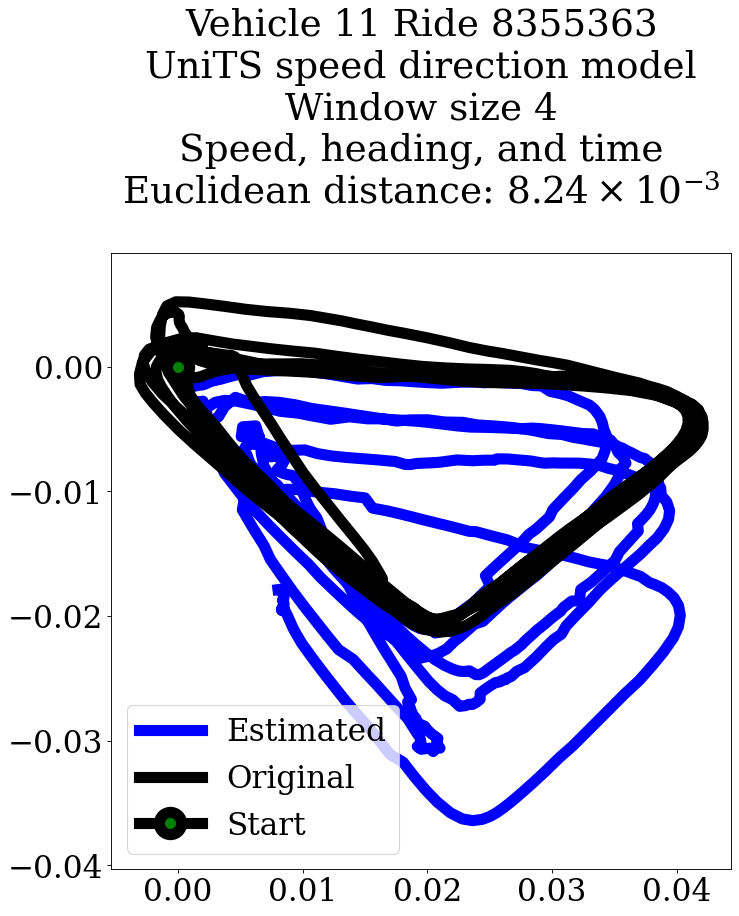 Vehicle 11 Ride 8355363
UniTS speed direction model
Window size 4
Speed, heading, and time
Euclidean distance: 8.24 × 10⁻³
0.00
−0.01
−0.02
−0.03
−0.04
Estimated
Original
Start
0.00 0.01 0.02 0.03 0.04